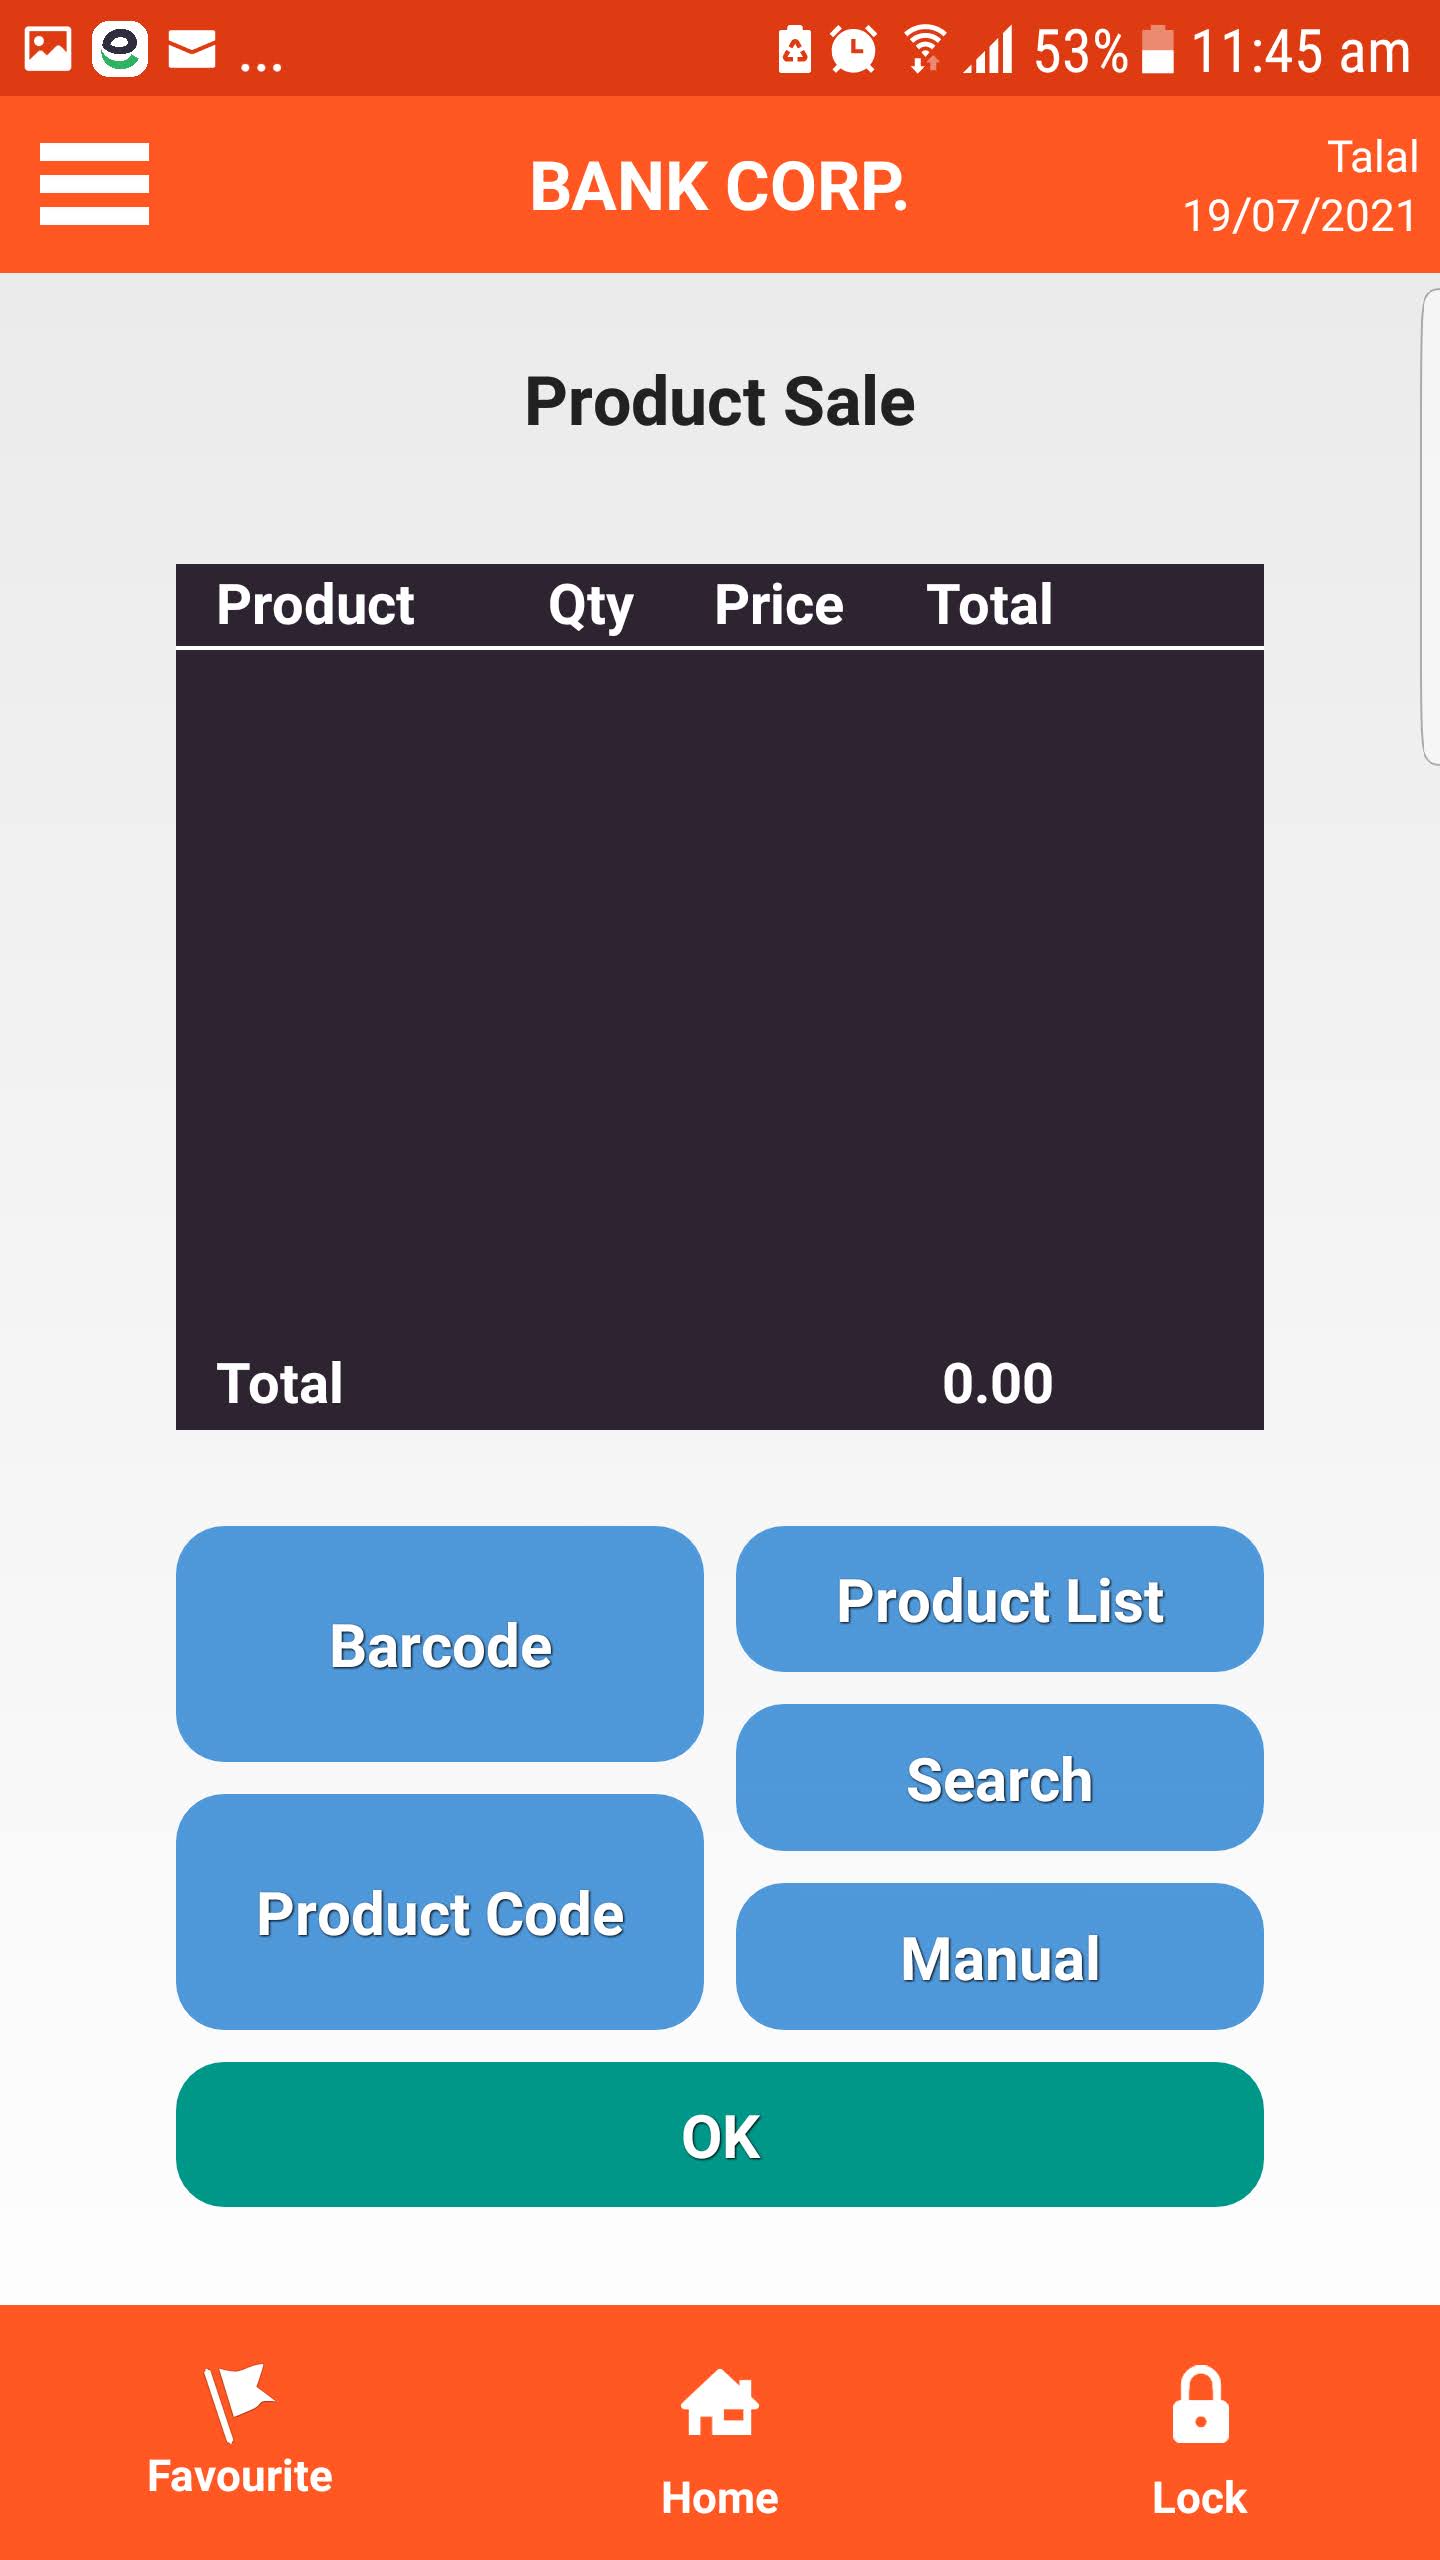 ... 53% 11:45 am
BANK CORP.
Talal
19/07/2021
Product Sale
Product Qty Price Total
Total 0.00
Barcode
Product List
Search
Product Code
Manual
OK
Favourite
Home
Lock